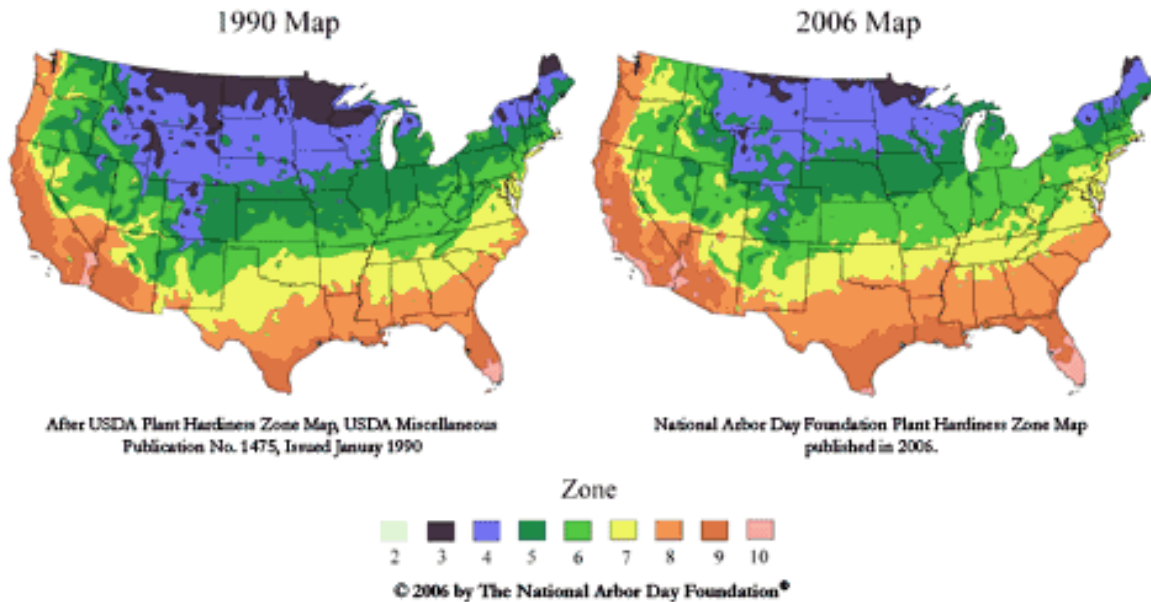 1990 Map
2006 Map
After USDA Plant Hardiness Zone Map, USDA Miscellaneous
Publication No. 1475, Issued Januay 1990
National Arbor Day Foundation Plant Hardiness Zone Map
published in 2006.
Zone
2 3 4 5 6 7 8 9 10
© 2006 by The National Arbor Day Foundation®